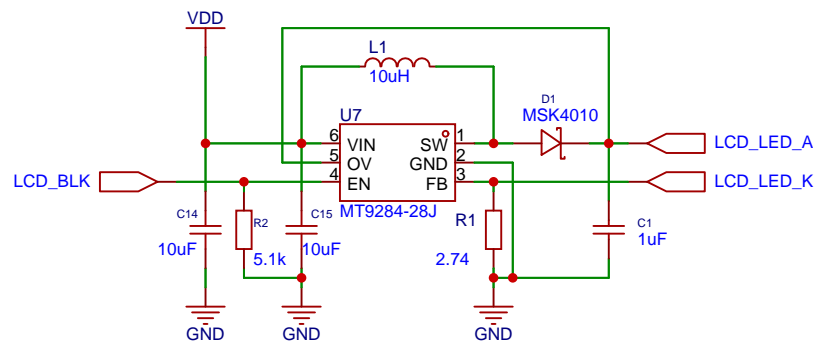 VDD
L1
10uH
U7
D1
MSK4010
6 VIN SW 1
5 OV GND 2
4 EN FB 3
MT9284-28J
LCD_LED_A
LCD_BLK
LCD_LED_K
C14
10uF
R2
5.1k
C15
10uF
R1
2.74
C1
1uF
GND
GND
GND